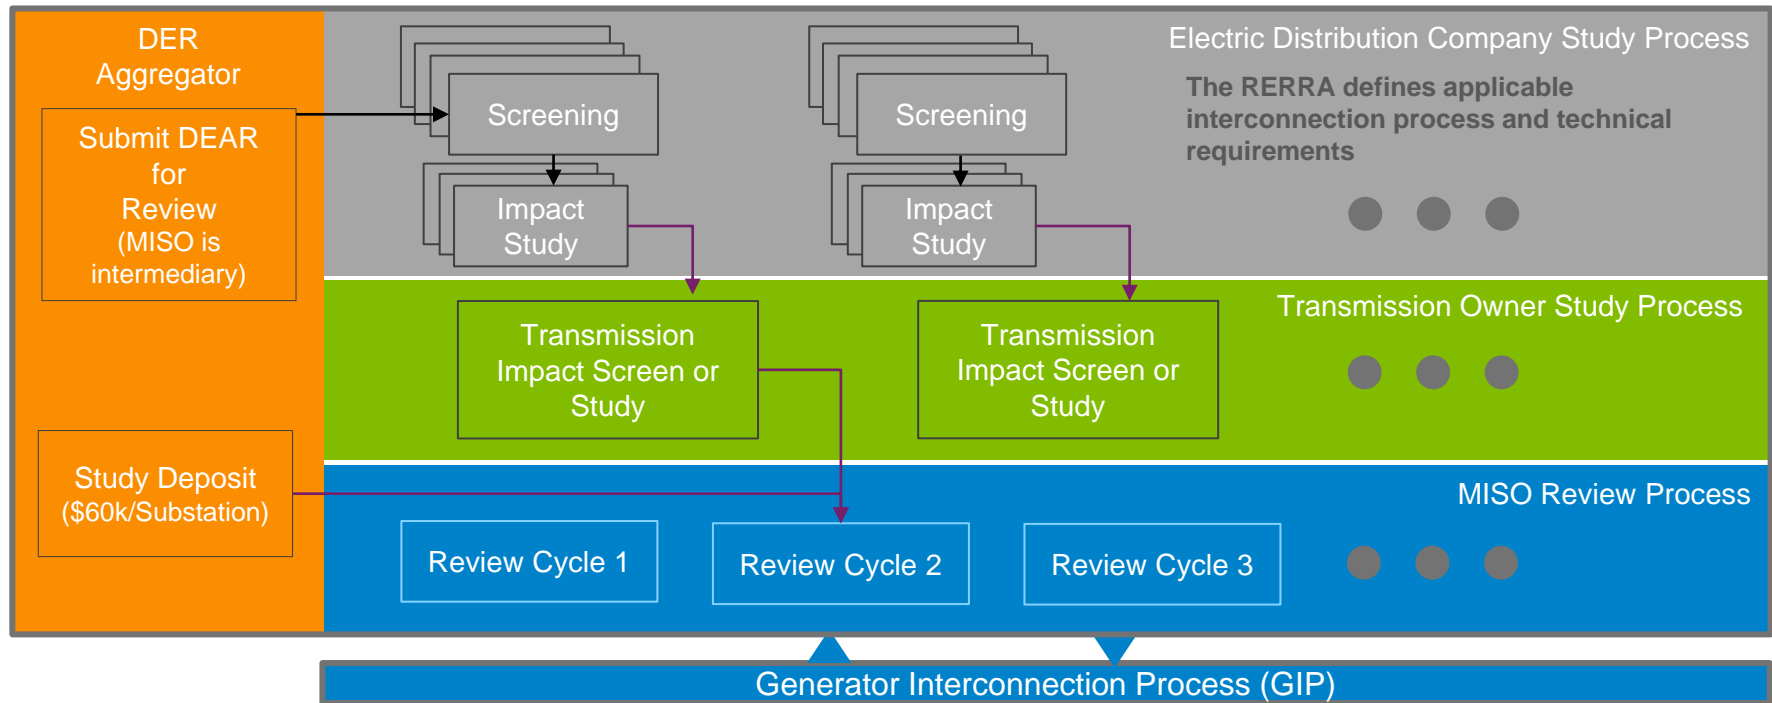 DER
Aggregator
Submit DEAR
for
Review
(MISO is
intermediary)
Study Deposit
($60k/Substation)
Electric Distribution Company Study Process
The RERRA defines applicable
interconnection process and technical
requirements
Screening
Impact
Study
Screening
Impact
Study
Transmission Owner Study Process
Transmission
Impact Screen or
Study
Transmission
Impact Screen or
Study
MISO Review Process
Review Cycle 1
Review Cycle 2
Review Cycle 3
Generator Interconnection Process (GIP)